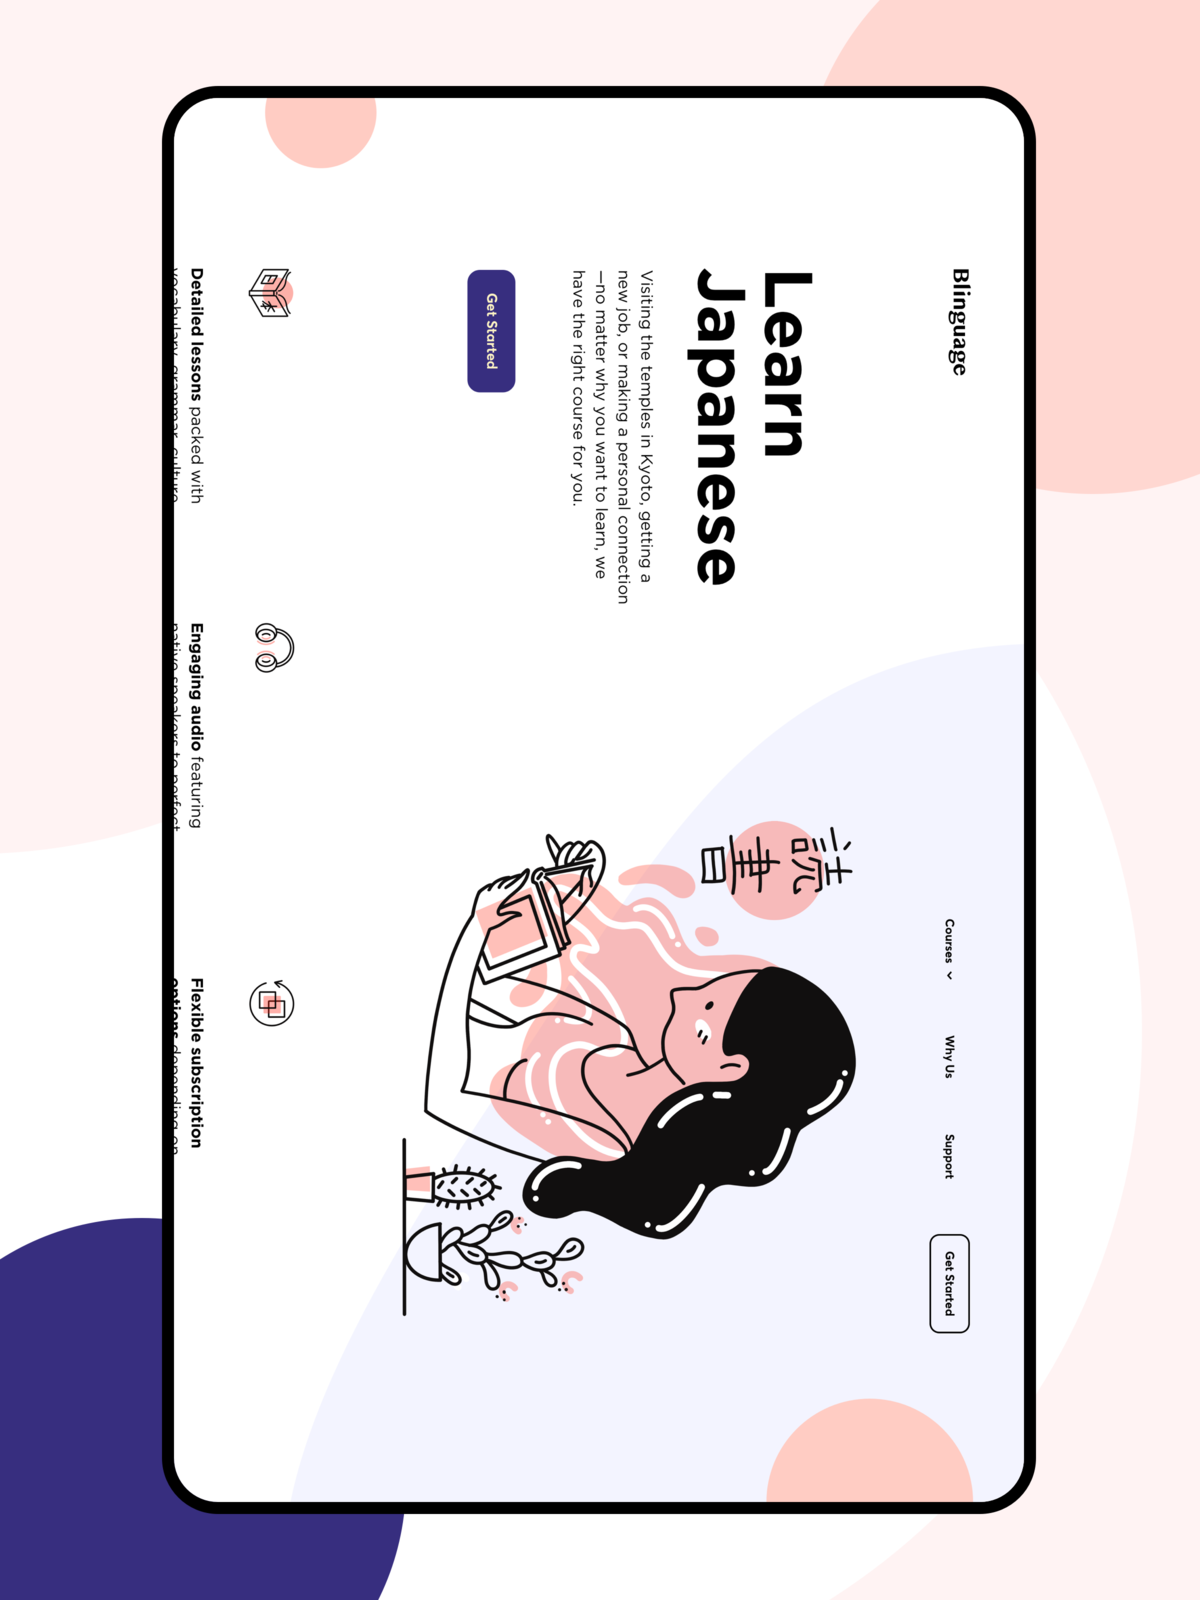 Blinguage
Courses
Why Us
Support
Get Started
Learn
Japanese
Visiting the temples in Kyoto, getting a
new job, or making a personal connection
—no matter why you want to learn, we
have the right course for you.
Get Started
読
書
Detailed lessons packed with
vocabulary, grammar, culture
Engaging audio featuring
native speakers to perfect
Flexible subscription
options depending on